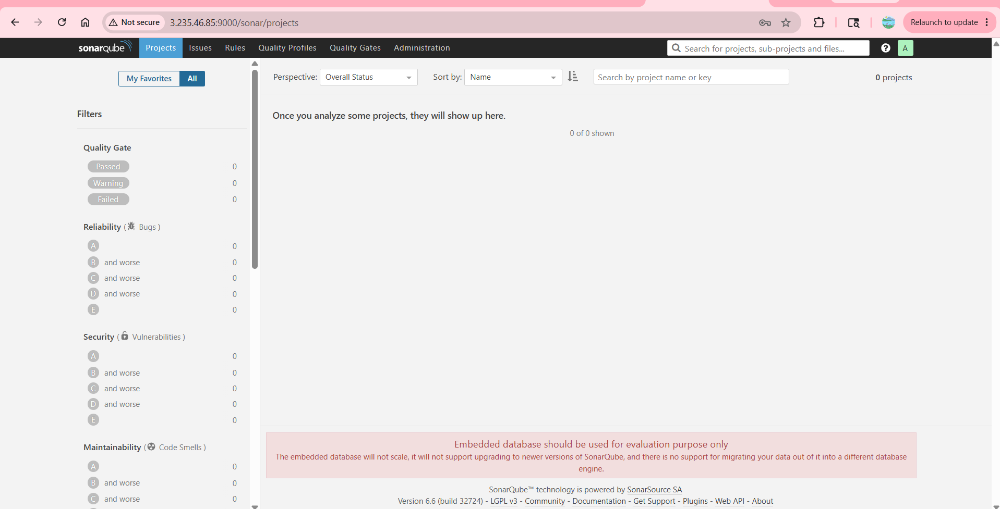 Not secure 3.235.46.85:9000/sonar/projects Relaunch to update
sonarqube Projects Issues Rules Quality Profiles Quality Gates Administration Search for projects, sub-projects and files... A
My Favorites All
Perspective: Overall Status Sort by: Name Search by project name or key 0 projects
Filters
Once you analyze some projects, they will show up here.
0 of 0 shown
Quality Gate
Passed 0
Warning 0
Failed 0
Reliability ( Bugs )
A 0
B and worse 0
C and worse 0
D and worse 0
E 0
Security ( Vulnerabilities )
A 0
B and worse 0
C and worse 0
D and worse 0
E 0
Maintainability ( Code Smells )
A 0
B and worse 0
C and worse 0
Embedded database should be used for evaluation purpose only
The embedded database will not scale, it will not support upgrading to newer versions of SonarQube, and there is no support for migrating your data out of it into a different database
engine.
SonarQube™ technology is powered by SonarSource SA
Version 6.6 (build 32724) - LGPL v3 - Community - Documentation - Get Support - Plugins - Web API - About